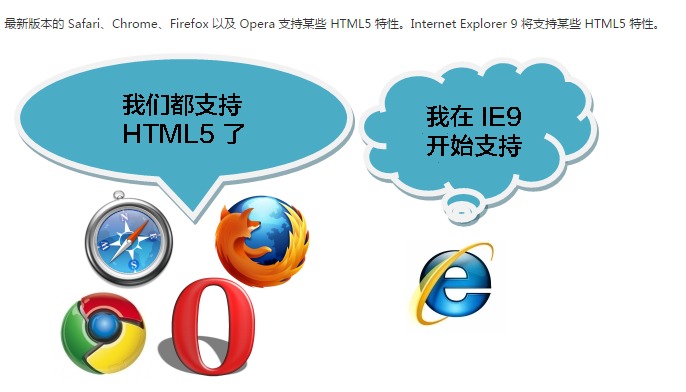 最新版本的 Safari、Chrome、Firefox 以及 Opera 支持某些 HTML5 特性。Internet Explorer 9 将支持某些 HTML5 特性。
我们都支持
HTML5 了
我在 IE9
开始支持
N
E
S
W